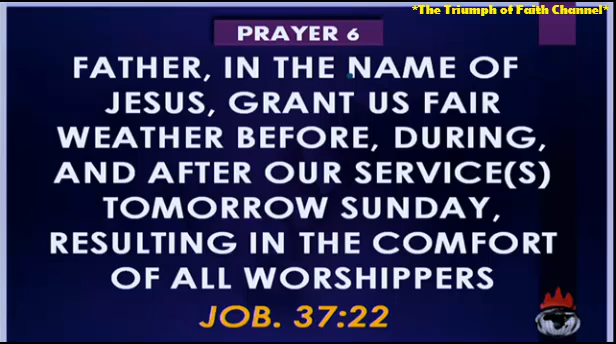 *The Triumph of Faith Channel*
PRAYER 6
FATHER, IN THE NAME OF
JESUS, GRANT US FAIR
WEATHER BEFORE, DURING,
AND AFTER OUR SERVICE(S)
TOMORROW SUNDAY,
RESULTING IN THE COMFORT
OF ALL WORSHIPPERS
JOB. 37:22